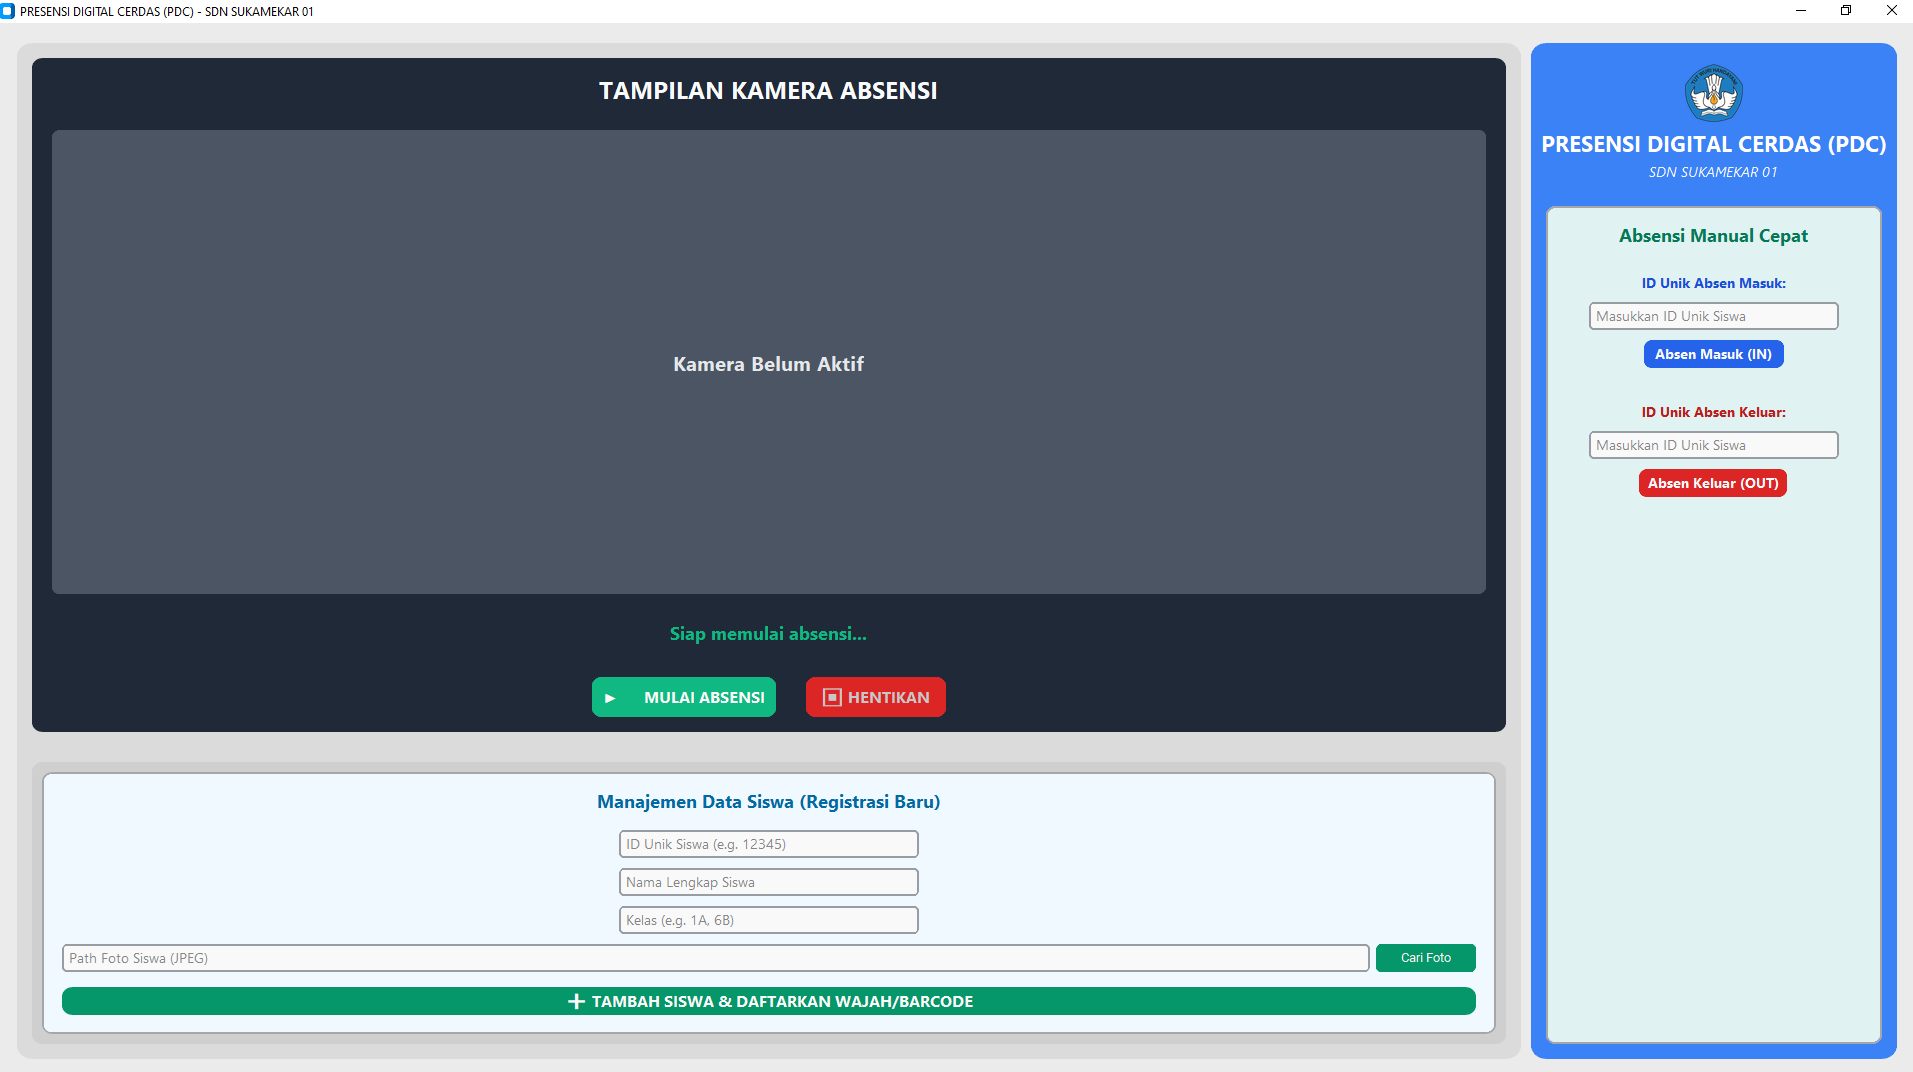 PRESENSI DIGITAL CERDAS (PDC) - SDN SUKAMEKAR 01
TAMPILAN KAMERA ABSENSI
Kamera Belum Aktif
Siap memulai absensi...
MULAI ABSENSI
HENTIKAN
Manajemen Data Siswa (Registrasi Baru)
ID Unik Siswa (e.g. 12345)
Nama Lengkap Siswa
Kelas (e.g. 1A, 6B)
Path Foto Siswa (JPEG)
Cari Foto
TAMBAH SISWA & DAFTARKAN WAJAH/BARCODE
TUT WURI HANDAYANI
PRESENSI DIGITAL CERDAS (PDC)
SDN SUKAMEKAR 01
Absensi Manual Cepat
ID Unik Absen Masuk:
Masukkan ID Unik Siswa
Absen Masuk (IN)
ID Unik Absen Keluar:
Masukkan ID Unik Siswa
Absen Keluar (OUT)